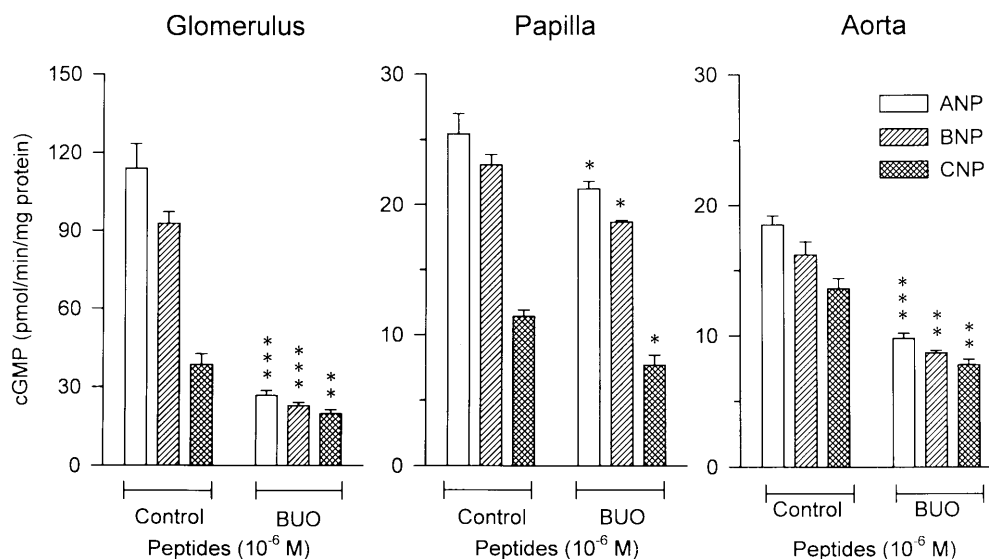 Glomerulus
Papilla
Aorta
cGMP (pmol/min/mg protein)
150
120
90
60
30
0
***
***
**
Control
BUO
Peptides (10⁻⁶ M)
30
20
10
0
*
*
*
Control
BUO
Peptides (10⁻⁶ M)
30
20
10
0
ANP
BNP
CNP
***
**
**
Control
BUO
Peptides (10⁻⁶ M)